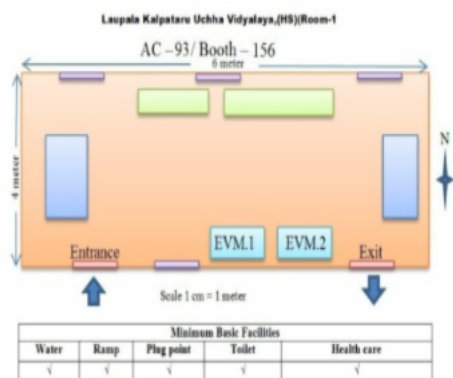 Laupala Kalpataru Uchha Vidyalaya,(HS)(Room-1
AC – 93/ Booth – 156
6 meter
4 meter
N
EVM.1 EVM.2
Entrance Exit
Scale 1 cm = 1 meter
Minimum Basic Facilities
Water Ramp Plug point Toilet Health care
√ √ √ √ √